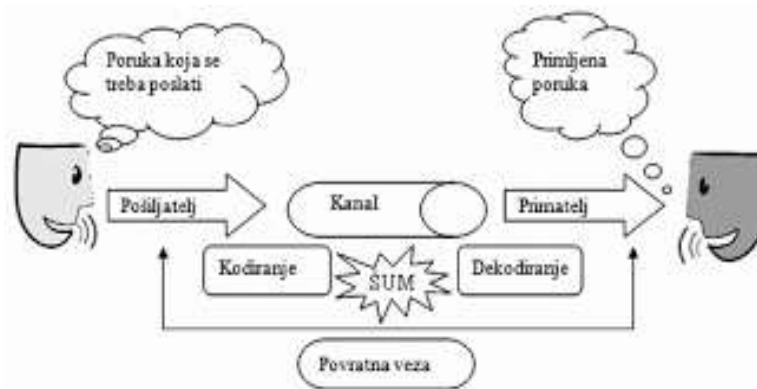 Poruka koja se
treba poslati
Primljena
poruka
Pošiljatelj
Kanal
Primatelj
Kodiranje
ŠUM
Dekodiranje
Povratna veza